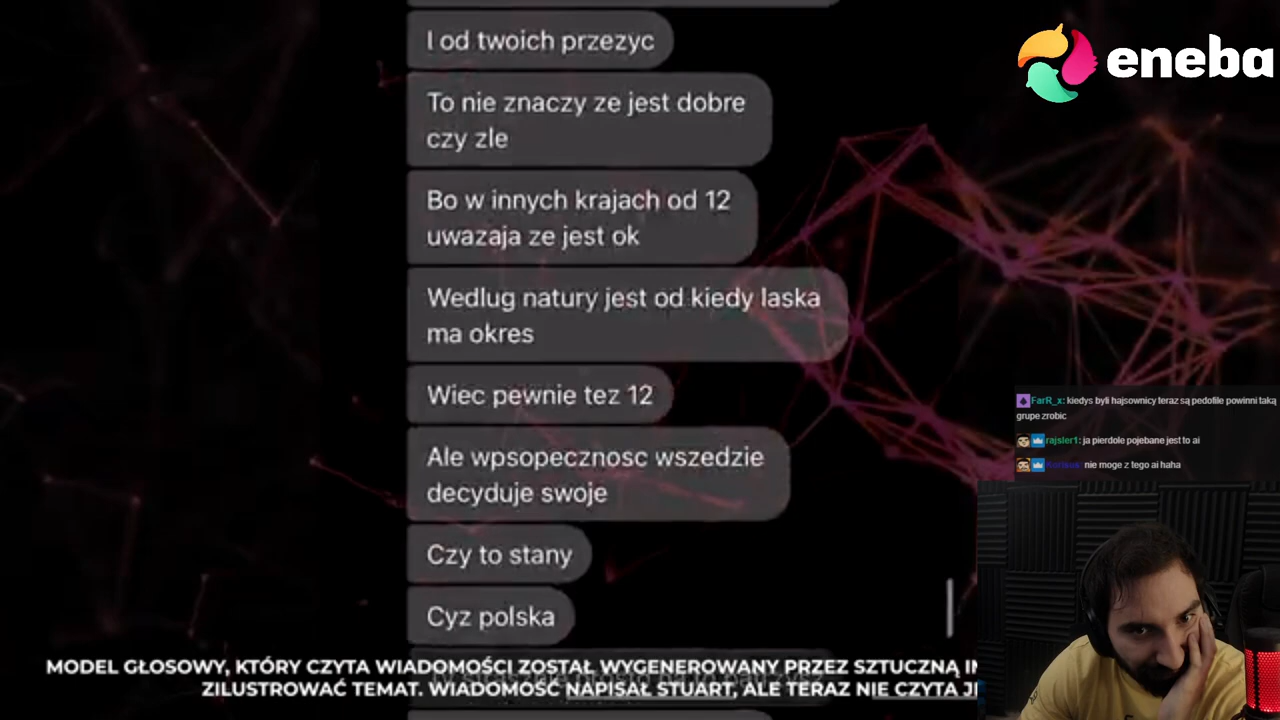 I od twoich przezyc
To nie znaczy ze jest dobre
czy zle
Bo w innych krajach od 12
uwazaja ze jest ok
Wedlug natury jest od kiedy laska
ma okres
Wiec pewnie tez 12
Ale wpsopecznosc wszedzie
decyduje swoje
Czy to stany
Cyz polska
MODEL GŁOSOWY, KTÓRY CZYTA WIADOMOŚCI ZOSTAŁ WYGENEROWANY PRZEZ SZTUCZNĄ
ZILUSTROWAĆ TEMAT. WIADOMOŚĆ NAPISAŁ STUART, ALE TERAZ NIE CZYTA
eneba
FarR_x: kiedys byli hajsownicy teraz są pedofile powinni taką
grupe zrobic
rajsler1: ja pierdole pojebane jest to ai
nie moge z tego ai haha